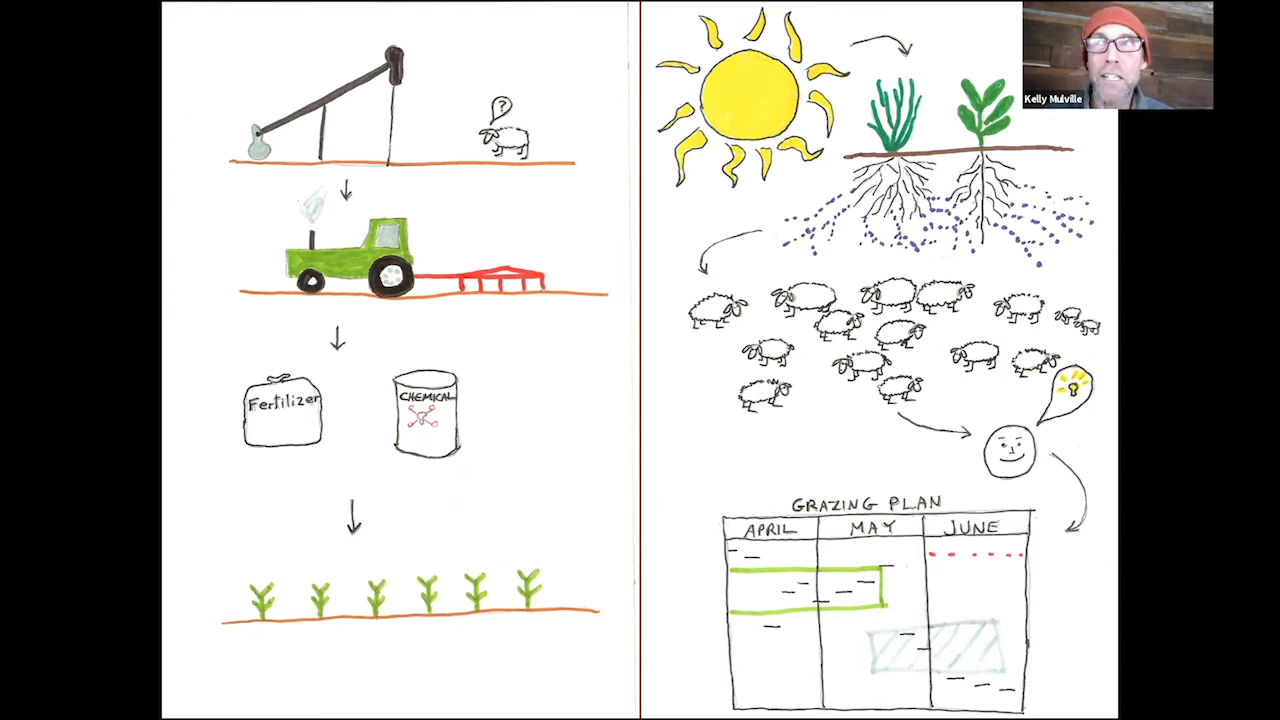 ?
Fertilizer
CHEMICAL
GRAZING PLAN
APRIL MAY JUNE
Kelly Mulville